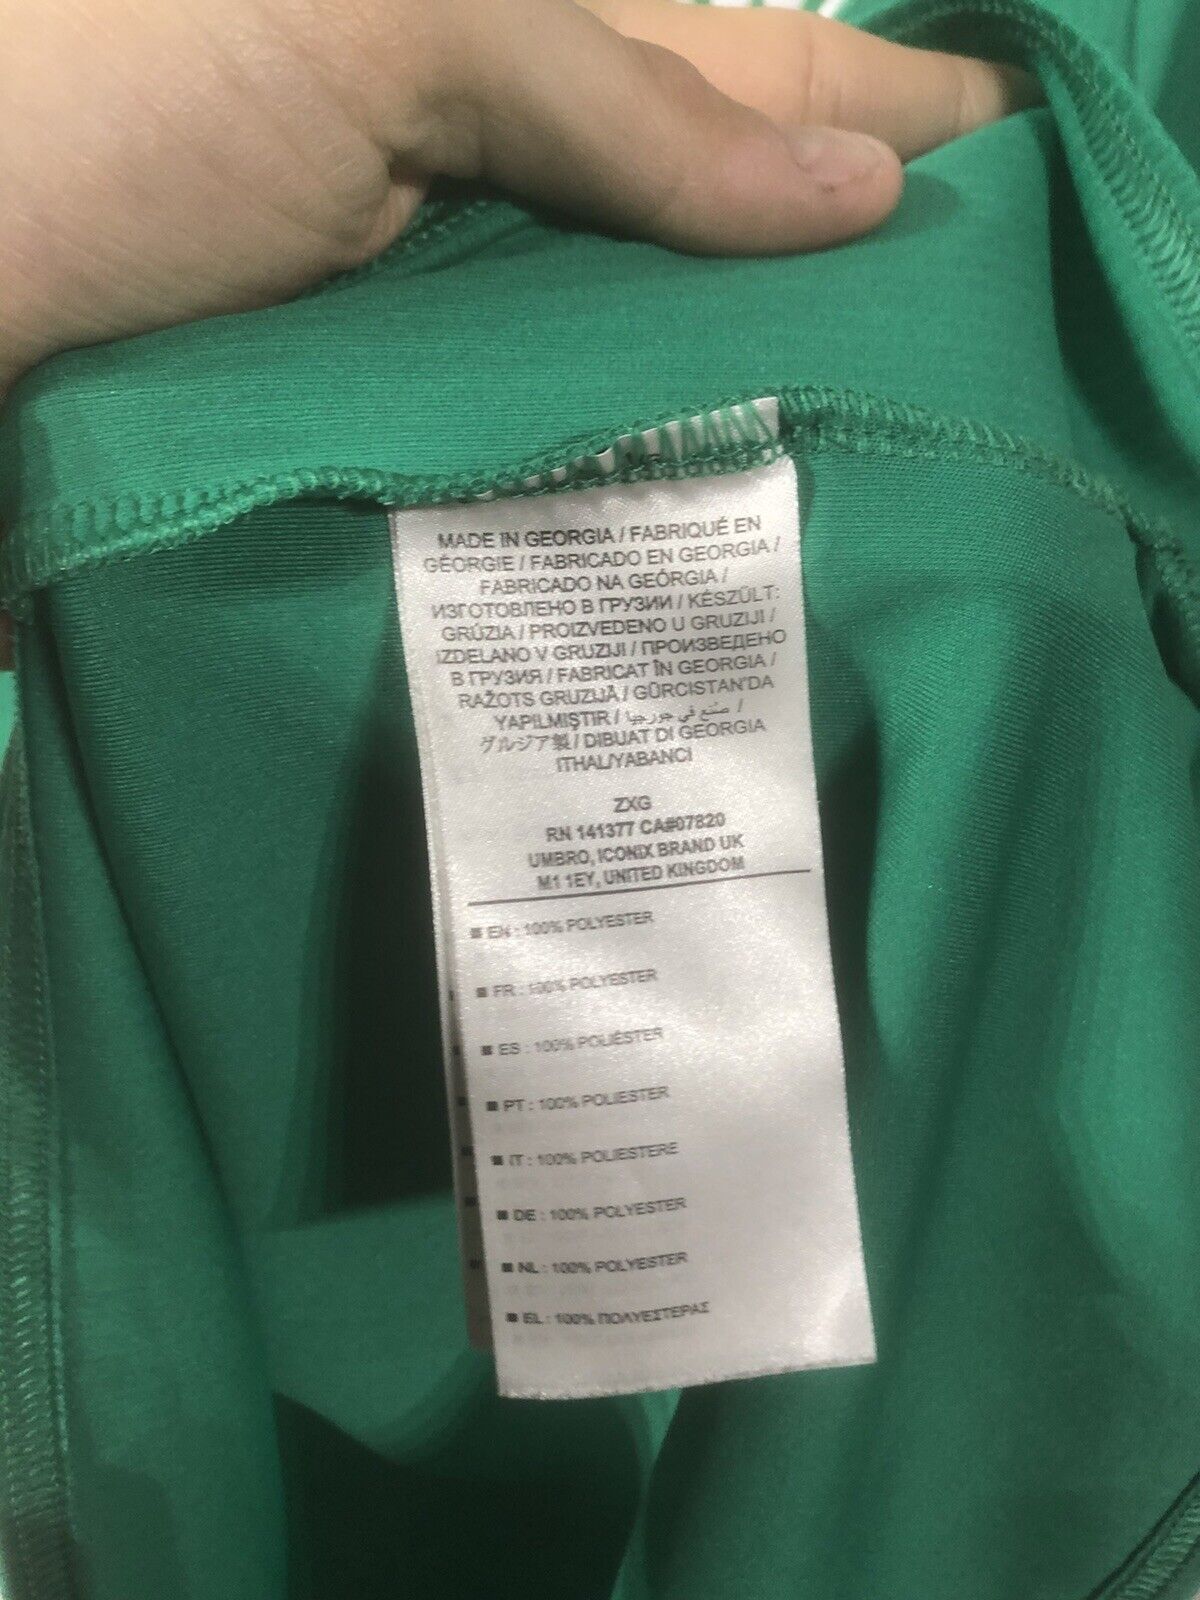 MADE IN GEORGIA / FABRIQUÉ EN
GÉORGIE / FABRICADO EN GEORGIA /
FABRICADO NA GEÓRGIA /
ИЗГОТОВЛЕНО В ГРУЗИИ / KÉSZÜLT:
GRÚZIA / PROIZVEDENO U GRUZIJI /
IZDELANO V GRUZIJI / ПРОИЗВЕДЕНО
В ГРУЗИЯ / FABRICAT ÎN GEORGIA /
RAŽOTS GRUZIJĀ / GÜRCISTAN'DA
YAPILMIŞTIR / صنع في جورجيا /
グルジア製 / DIBUAT DI GEORGIA
ITHAL/YABANCI
ZXG
RN 141377 CA#07820
UMBRO, ICONIX BRAND UK
M1 1EY, UNITED KINGDOM
■ EN : 100% POLYESTER
■ FR : 100% POLYESTER
■ ES : 100% POLIÉSTER
■ PT : 100% POLIESTER
■ IT : 100% POLIESTERE
■ DE : 100% POLYESTER
■ NL : 100% POLYESTER
■ EL : 100% ΠΟΛΥΕΣΤΕΡΑΣ